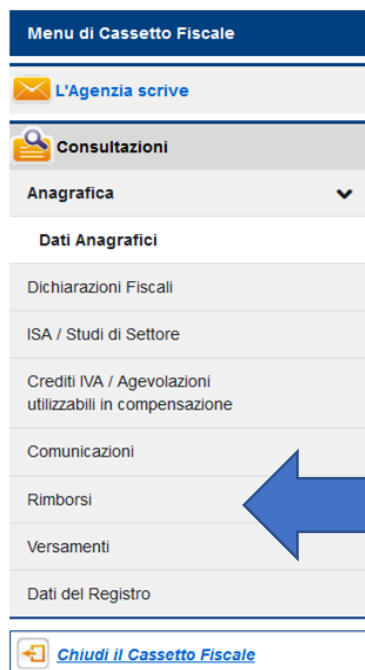 Menu di Cassetto Fiscale
L'Agenzia scrive
Consultazioni
Anagrafica
Dati Anagrafici
Dichiarazioni Fiscali
ISA / Studi di Settore
Crediti IVA / Agevolazioni
utilizzabili in compensazione
Comunicazioni
Rimborsi
Versamenti
Dati del Registro
Chiudi il Cassetto Fiscale